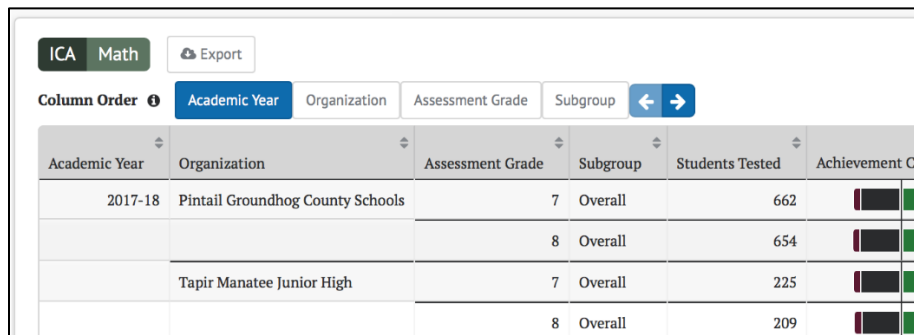 ICA Math Export
Column Order Academic Year Organization Assessment Grade Subgroup
Academic Year Organization Assessment Grade Subgroup Students Tested Achievement
2017-18 Pintail Groundhog County Schools 7 Overall 662
8 Overall 654
Tapir Manatee Junior High 7 Overall 225
8 Overall 209